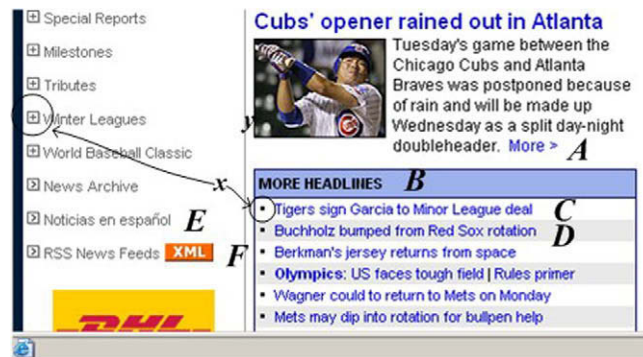 Special Reports
Milestones
Tributes
Winter Leagues
World Baseball Classic
News Archive
Noticias en español E
RSS News Feeds XML F
DHL
x
y
Cubs' opener rained out in Atlanta
Tuesday's game between the
Chicago Cubs and Atlanta
Braves was postponed because
of rain and will be made up
Wednesday as a split day-night
doubleheader. More > A
MORE HEADLINES B
Tigers sign Garcia to Minor League deal C
Buchholz bumped from Red Sox rotation D
Berkman's jersey returns from space
Olympics: US faces tough field | Rules primer
Wagner could return to Mets on Monday
Mets may dip into rotation for bullpen help